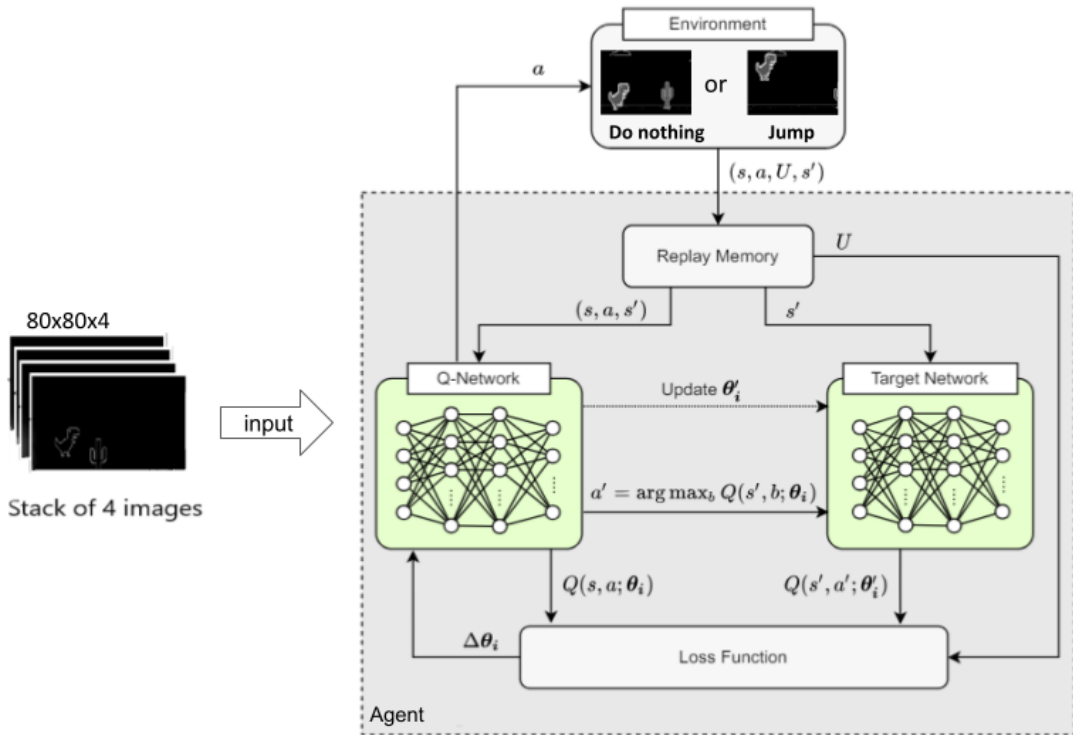 Environment
a
or
Do nothing
Jump
(s, a, U, s′)
Replay Memory
U
(s, a, s′)
s′
80x80x4
Q-Network
Target Network
Update θ′ᵢ
input
a′ = arg max_b Q(s′, b; θᵢ)
Stack of 4 images
Q(s, a; θᵢ)
Q(s′, a′; θ′ᵢ)
Δθᵢ
Loss Function
Agent